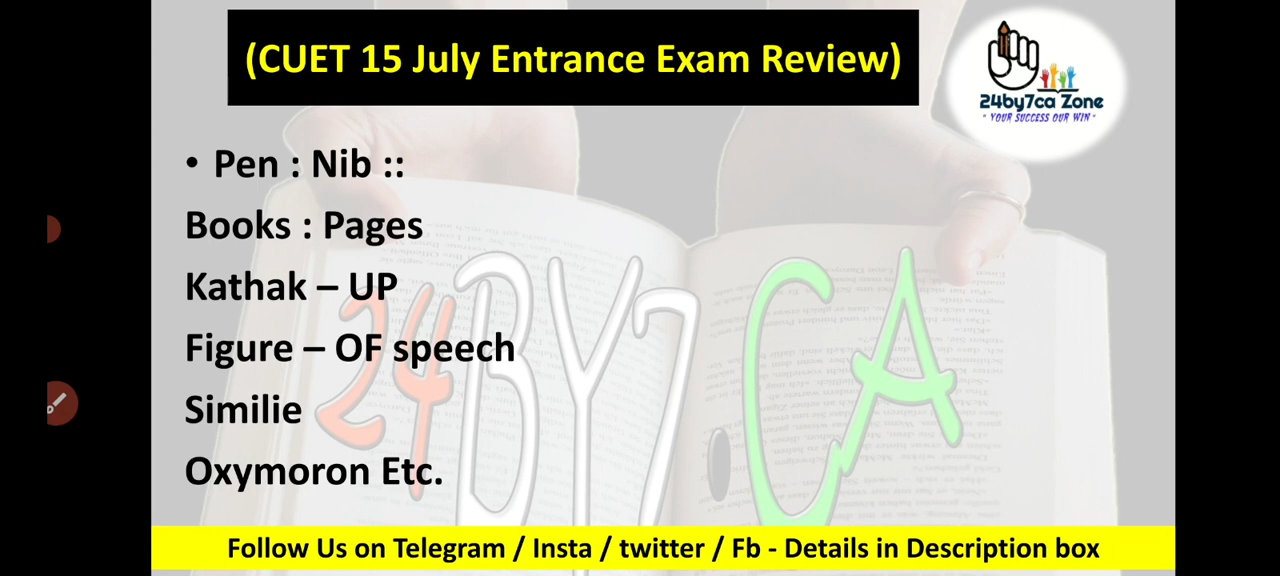 (CUET 15 July Entrance Exam Review)
24by7ca Zone
" YOUR SUCCESS OUR WIN "
• Pen : Nib ::
Books : Pages
Kathak – UP
Figure – OF speech
Similie
Oxymoron Etc.
24BY7.CA
Follow Us on Telegram / Insta / twitter / Fb - Details in Description box